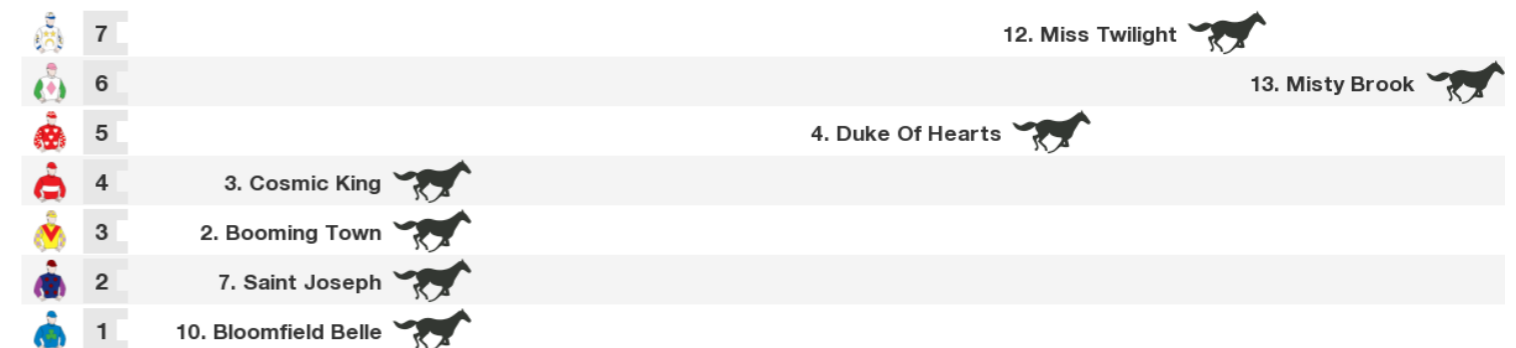 7 12. Miss Twilight
6 13. Misty Brook
5 4. Duke Of Hearts
4 3. Cosmic King
3 2. Booming Town
2 7. Saint Joseph
1 10. Bloomfield Belle